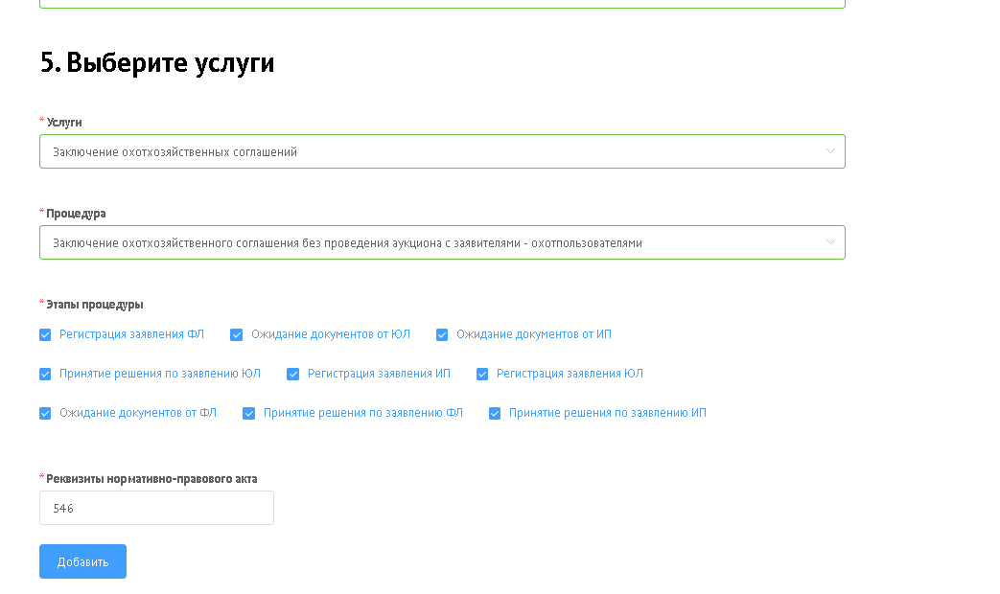 5. Выберите услуги
* Услуги
Заключение охотхозяйственных соглашений
* Процедура
Заключение охотхозяйственного соглашения без проведения аукциона с заявителями - охотпользователями
* Этапы процедуры
Регистрация заявления ФЛ Ожидание документов от ЮЛ Ожидание документов от ИП
Принятие решения по заявлению ЮЛ Регистрация заявления ИП Регистрация заявления ЮЛ
Ожидание документов от ФЛ Принятие решения по заявлению ФЛ Принятие решения по заявлению ИП
* Реквизиты нормативно-правового акта
546
Добавить